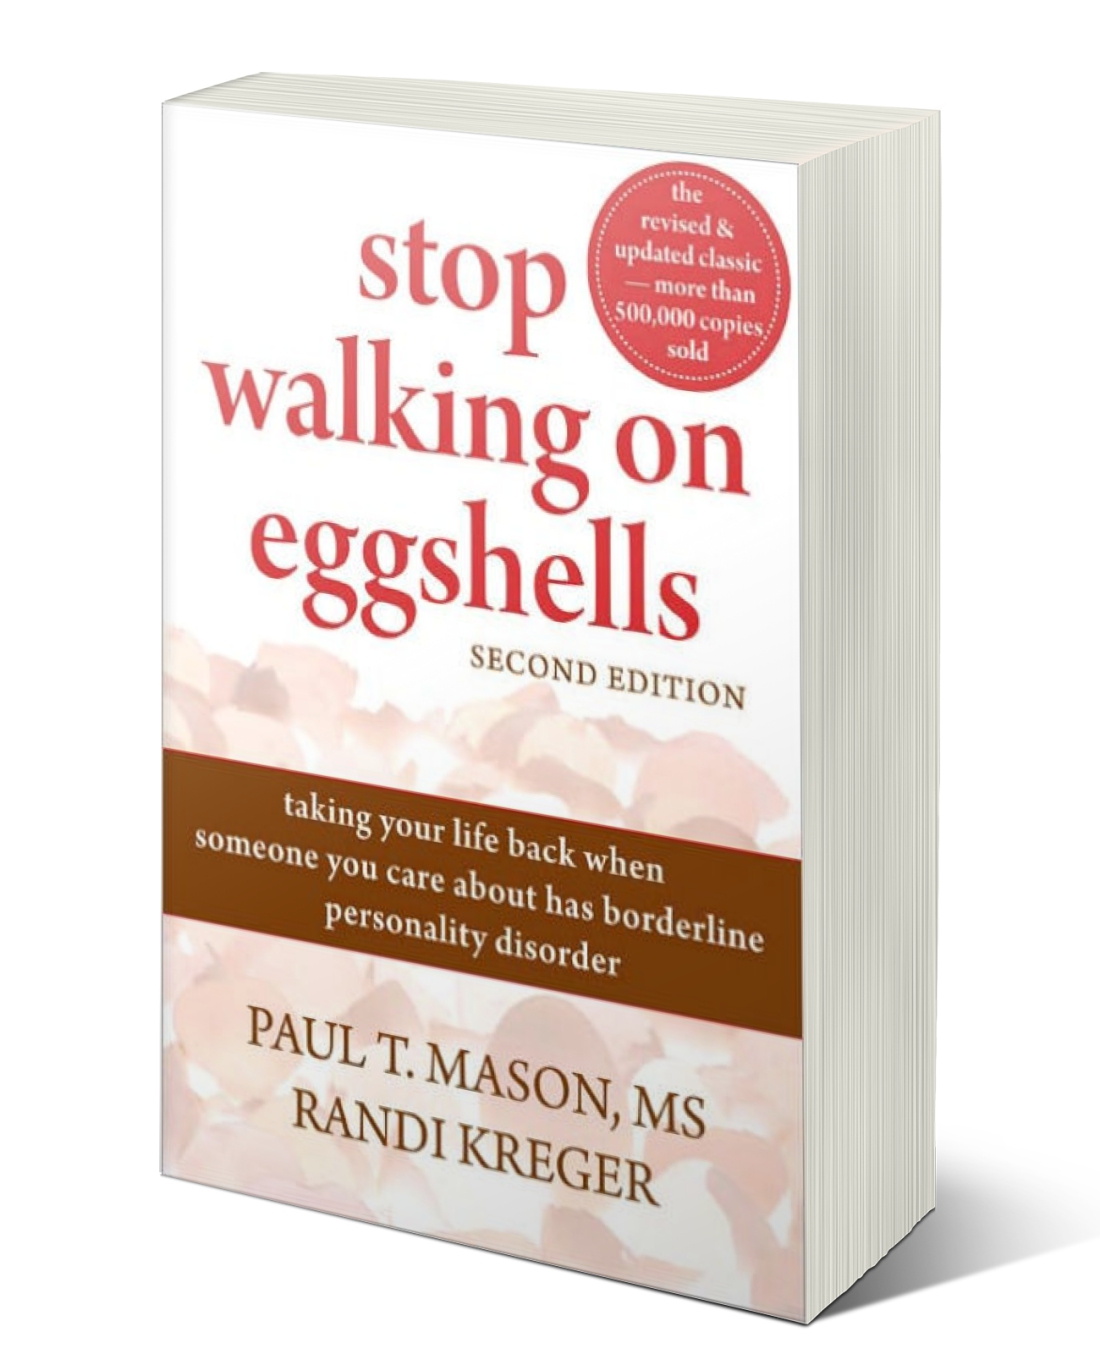 the
revised &
updated classic
— more than
500,000 copies
sold
stop
walking on
eggshells
SECOND EDITION
taking your life back when
someone you care about has borderline
personality disorder
PAUL T. MASON, MS
RANDI KREGER